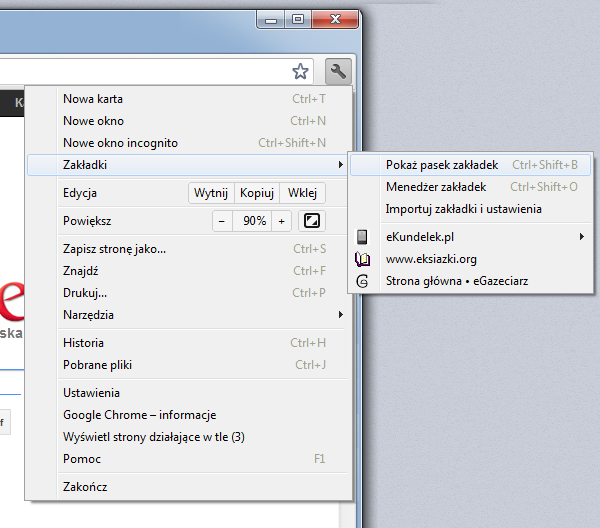 Nowa karta Ctrl+T
Nowe okno Ctrl+N
Nowe okno incognito Ctrl+Shift+N
Zakładki
Pokaż pasek zakładek Ctrl+Shift+B
Menedżer zakładek Ctrl+Shift+O
Importuj zakładki i ustawienia
eKundelek.pl
www.eksiazki.org
Strona główna • eGazeciarz
Edycja Wytnij Kopiuj Wklej
Powiększ − 90% +
Zapisz stronę jako... Ctrl+S
Znajdź Ctrl+F
Drukuj... Ctrl+P
Narzędzia
Historia Ctrl+H
Pobrane pliki Ctrl+J
Ustawienia
Google Chrome – informacje
Wyświetl strony działające w tle (3)
Pomoc F1
Zakończ